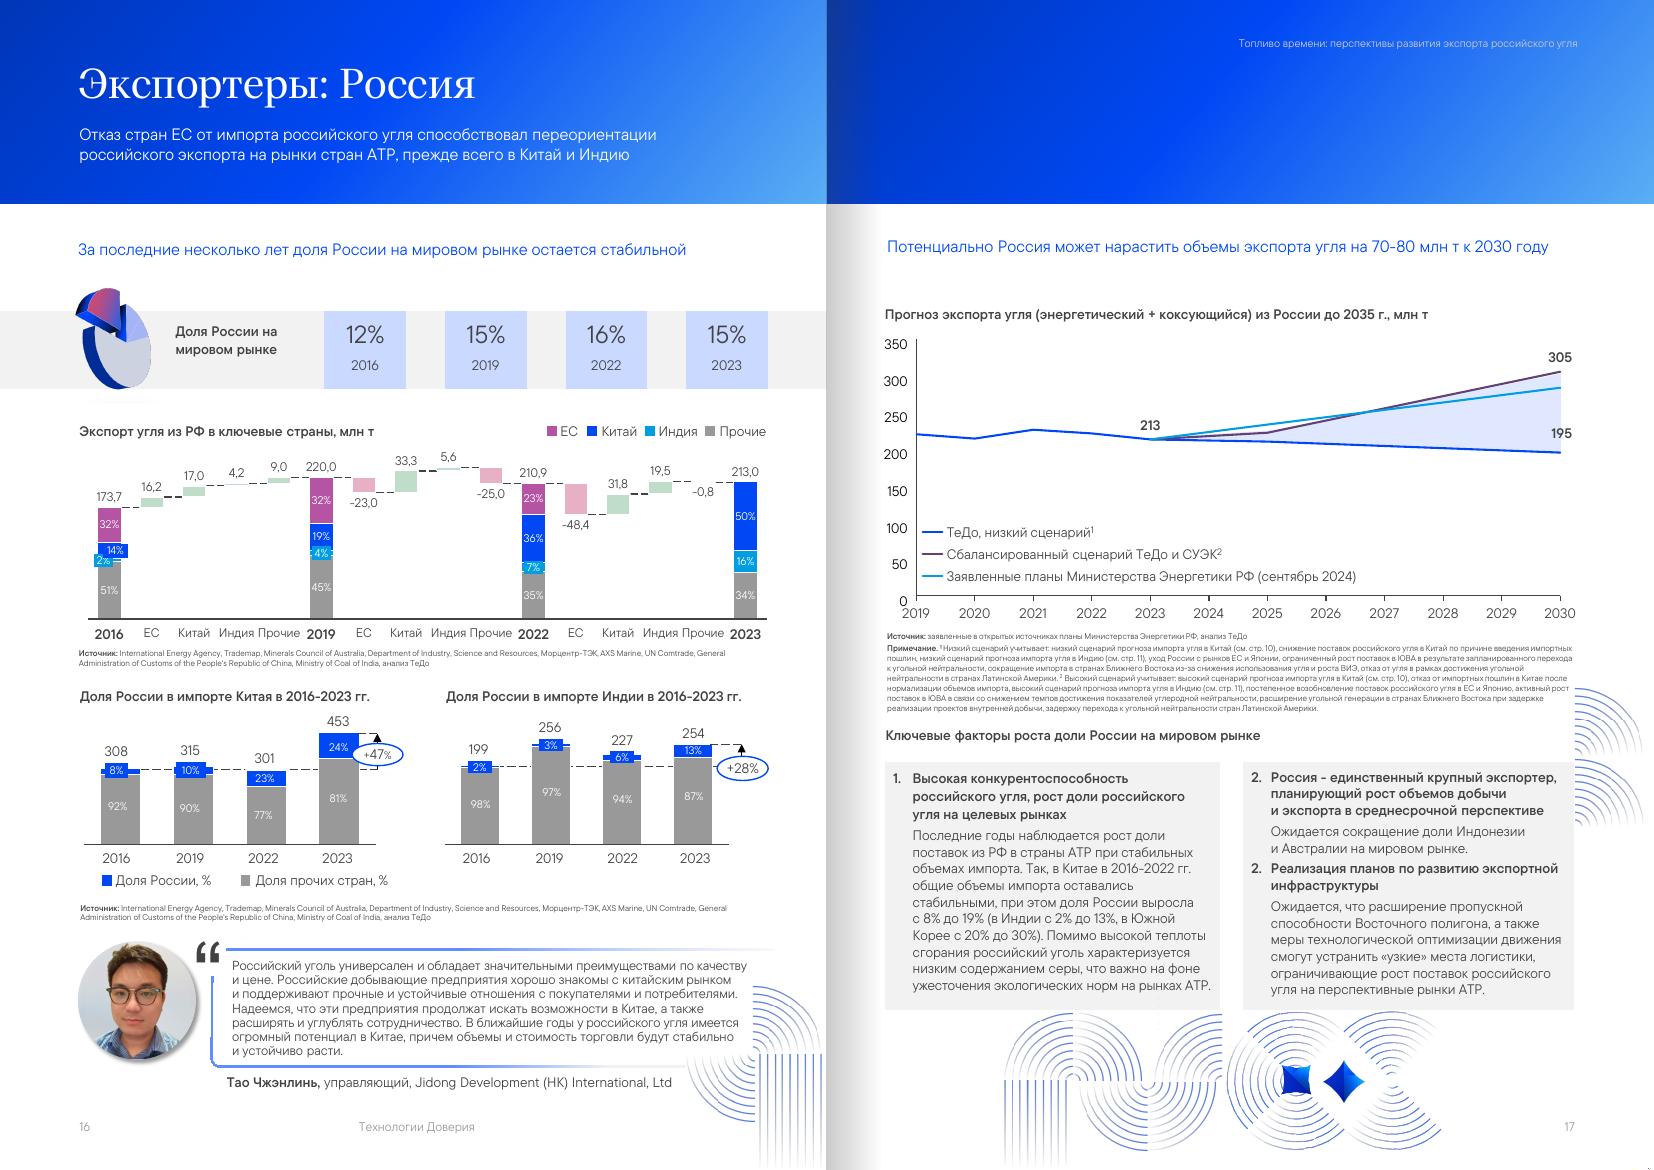 Экспортеры: Россия
Отказ стран ЕС от импорта российского угля способствовал переориентации
российского экспорта на рынки стран АТР, прежде всего в Китай и Индию
За последние несколько лет доля России на мировом рынке остается стабильной
Доля России на
мировом рынке
12% 15% 16% 15%
2016 2019 2022 2023
Экспорт угля из РФ в ключевые страны, млн т
ЕС Китай Индия Прочие
173,7 16,2 17,0 4,2 9,0 220,0 -23,0 33,3 5,6 -25,0 210,9 -48,4 31,8 19,5 -0,8 213,0
32% 14% 2% 51%
32% 19% 4% 45%
23% 36% 7% 35%
50% 16% 34%
2016 ЕС Китай Индия Прочие 2019 ЕС Китай Индия Прочие 2022 ЕС Китай Индия Прочие 2023
Источник: International Energy Agency, Trademap, Minerals Council of Australia, Department of Industry, Science and Resources, Морцентр-ТЭК, AXS Marine, UN Comtrade, General
Administration of Customs of the People's Republic of China, Ministry of Coal of India, анализ ТеДо
Доля России в импорте Китая в 2016-2023 гг.
308 315 301 453
8% 10% 23% 24%
+47%
92% 90% 77% 81%
2016 2019 2022 2023
Доля России в импорте Индии в 2016-2023 гг.
199 256 227 254
2% 3% 6% 13%
+28%
98% 97% 94% 87%
2016 2019 2022 2023
Доля России, % Доля прочих стран, %
Источник: International Energy Agency, Trademap, Minerals Council of Australia, Department of Industry, Science and Resources, Морцентр-ТЭК, AXS Marine, UN Comtrade, General
Administration of Customs of the People's Republic of China, Ministry of Coal of India, анализ ТеДо
“
Российский уголь универсален и обладает значительными преимуществами по качеству
и цене. Российские добывающие предприятия хорошо знакомы с китайским рынком
и поддерживают прочные и устойчивые отношения с покупателями и потребителями.
Надеемся, что эти предприятия продолжат искать возможности в Китае, а также
расширять и углублять сотрудничество. В ближайшие годы у российского угля имеется
огромный потенциал в Китае, причем объемы и стоимость торговли будут стабильно
и устойчиво расти.
Тао Чжэнлинь, управляющий, Jidong Development (HK) International, Ltd
16
Технологии Доверия
Топливо времени: перспективы развития экспорта российского угля
Потенциально Россия может нарастить объемы экспорта угля на 70-80 млн т к 2030 году
Прогноз экспорта угля (энергетический + коксующийся) из России до 2035 г., млн т
350
300
250
200
150
100
50
0
213
305
195
ТеДо, низкий сценарий¹
Сбалансированный сценарий ТеДо и СУЭК²
Заявленные планы Министерства Энергетики РФ (сентябрь 2024)
2019 2020 2021 2022 2023 2024 2025 2026 2027 2028 2029 2030
Источник: заявленные в открытых источниках планы Министерства Энергетики РФ, анализ ТеДо
Примечание. ¹ Низкий сценарий учитывает: низкий сценарий прогноза импорта угля в Китай (см. стр. 10), снижение поставок российского угля в Китай по причине введения импортных
пошлин, низкий сценарий прогноза импорта угля в Индию (см. стр. 11), уход России с рынков ЕС и Японии, ограниченный рост поставок в ЮВА в результате запланированного перехода
к угольной нейтральности, сокращение импорта в странах Ближнего Востока из-за снижения использования угля и роста ВИЭ, отказ от угля в рамках достижения угольной
нейтральности в странах Латинской Америки. ² Высокий сценарий учитывает: высокий сценарий прогноза импорта угля в Китай (см. стр. 10), отказ от импортных пошлин в Китае после
нормализации объемов импорта, высокий сценарий прогноза импорта угля в Индию (см. стр. 11), постепенное возобновление поставок российского угля в ЕС и Японию, активный рост
поставок в ЮВА в связи со снижением темпов достижения показателей углеродной нейтральности, расширение угольной генерации в странах Ближнего Востока при задержке
реализации проектов внутренней добычи, задержку перехода к угольной нейтральности стран Латинской Америки.
Ключевые факторы роста доли России на мировом рынке
1. Высокая конкурентоспособность
российского угля, рост доли российского
угля на целевых рынках
Последние годы наблюдается рост доли
поставок из РФ в страны АТР при стабильных
объемах импорта. Так, в Китае в 2016-2022 гг.
общие объемы импорта оставались
стабильными, при этом доля России выросла
с 8% до 19% (в Индии с 2% до 13%, в Южной
Корее с 20% до 30%). Помимо высокой теплоты
сгорания российский уголь характеризуется
низким содержанием серы, что важно на фоне
ужесточения экологических норм на рынках АТР.
2. Россия - единственный крупный экспортер,
планирующий рост объемов добычи
и экспорта в среднесрочной перспективе
Ожидается сокращение доли Индонезии
и Австралии на мировом рынке.
2. Реализация планов по развитию экспортной
инфраструктуры
Ожидается, что расширение пропускной
способности Восточного полигона, а также
меры технологической оптимизации движения
смогут устранить «узкие» места логистики,
ограничивающие рост поставок российского
угля на перспективные рынки АТР.
17